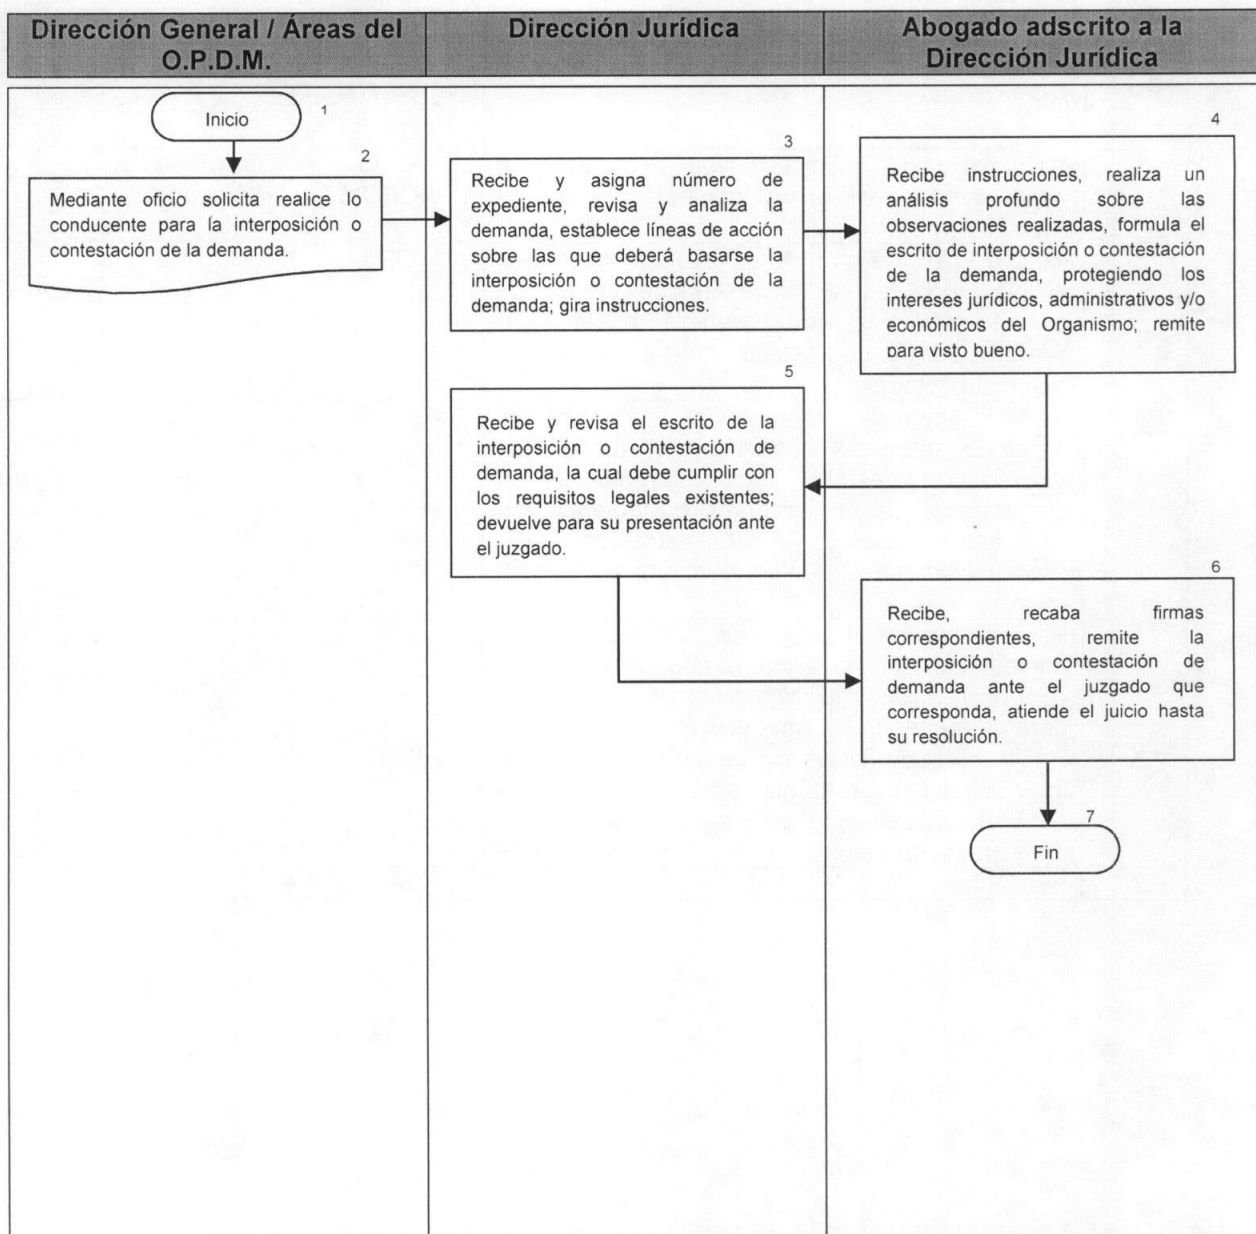 Dirección General / Áreas del
O.P.D.M.
Dirección Jurídica
Abogado adscrito a la
Dirección Jurídica
Inicio
1
2
Mediante oficio solicita realice lo
conducente para la interposición o
contestación de la demanda.
3
Recibe y asigna número de
expediente, revisa y analiza la
demanda, establece líneas de acción
sobre las que deberá basarse la
interposición o contestación de la
demanda; gira instrucciones.
4
Recibe instrucciones, realiza un
análisis profundo sobre las
observaciones realizadas, formula el
escrito de interposición o contestación
de la demanda, protegiendo los
intereses jurídicos, administrativos y/o
económicos del Organismo; remite
para visto bueno.
5
Recibe y revisa el escrito de la
interposición o contestación de
demanda, la cual debe cumplir con
los requisitos legales existentes;
devuelve para su presentación ante
el juzgado.
6
Recibe, recaba firmas
correspondientes, remite la
interposición o contestación de
demanda ante el juzgado que
corresponda, atiende el juicio hasta
su resolución.
7
Fin